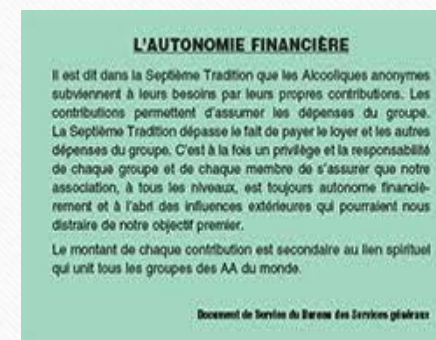 L'AUTONOMIE FINANCIÈRE
Il est dit dans la Septième Tradition que les Alcooliques anonymes
subviennent à leurs besoins par leurs propres contributions. Les
contributions permettent d'assumer les dépenses du groupe.
La Septième Tradition dépasse le fait de payer le loyer et les autres
dépenses du groupe. C'est à la fois un privilège et la responsabilité
de chaque groupe et de chaque membre de s'assurer que notre
association, à tous les niveaux, est toujours autonome financiè-
rement et à l'abri des influences extérieures qui pourraient nous
distraire de notre objectif premier.
Le montant de chaque contribution est secondaire au lien spirituel
qui unit tous les groupes des AA du monde.
Document de Service du Bureau des Services généraux